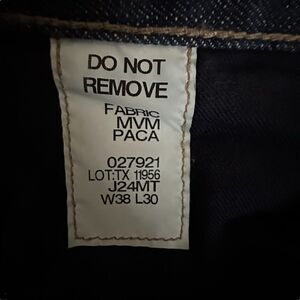 DO NOT
REMOVE
FABRIC
MVM
PACA
027921
LOT:TX 11956
J24MT
W38 L30